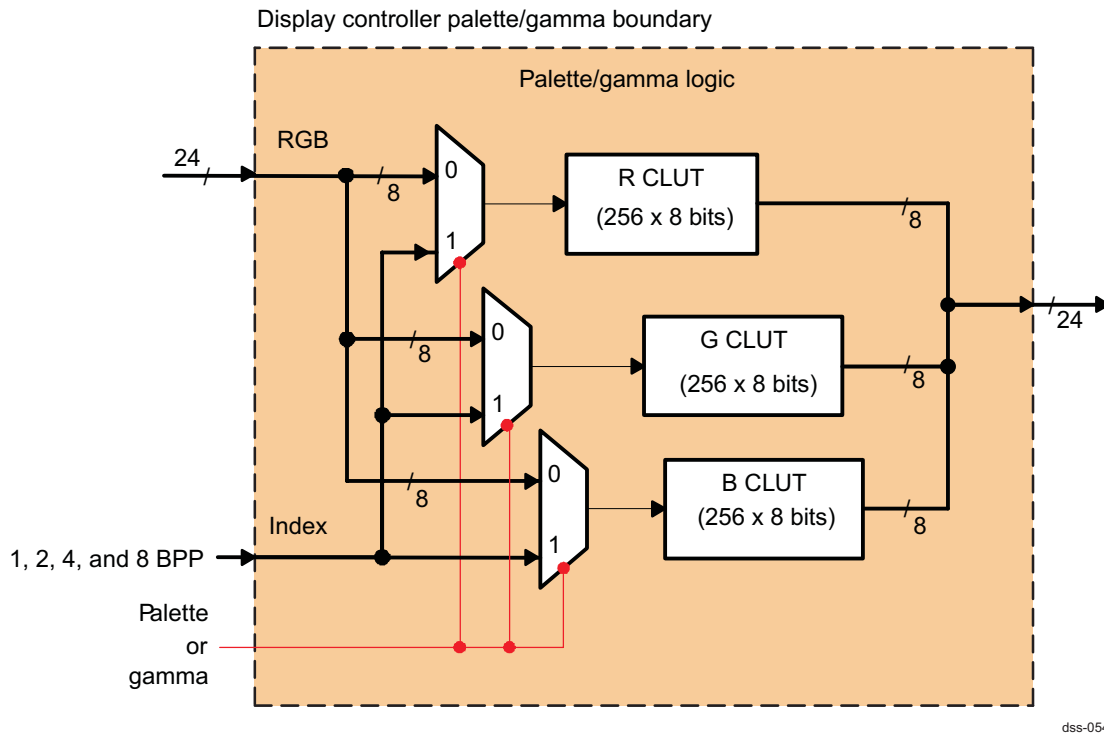 Display controller palette/gamma boundary
Palette/gamma logic
RGB
24
8
0
1
R CLUT
(256 x 8 bits)
8
24
0
8
1
G CLUT
(256 x 8 bits)
8
0
8
1
B CLUT
(256 x 8 bits)
8
Index
1, 2, 4, and 8 BPP
Palette
or
gamma
dss-054